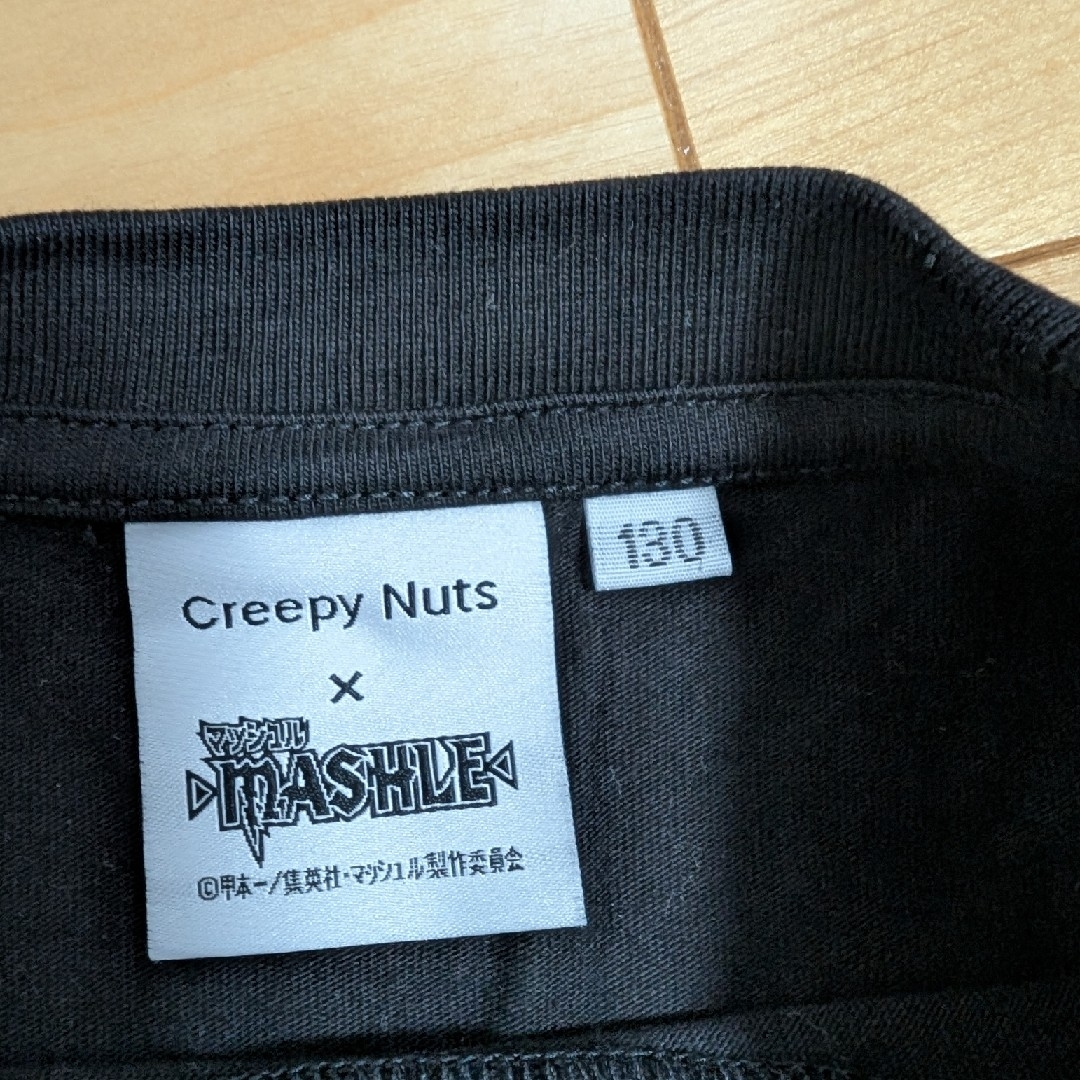 130
Creepy Nuts
×
マッシュル
MASHLE
©甲本一/集英社・マッシュル製作委員会